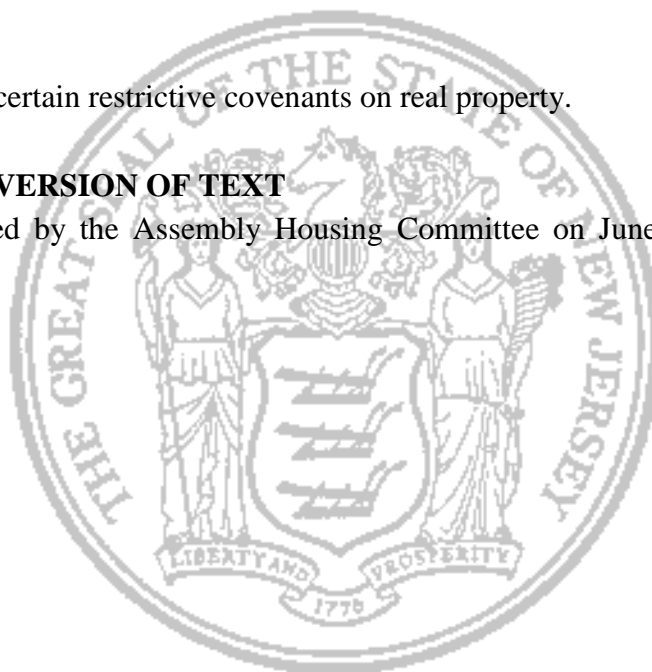 certain restrictive covenants on real property.
VERSION OF TEXT
ed by the Assembly Housing Committee on June
THE GREAT SEAL OF THE STATE OF NEW JERSEY
LIBERTY AND PROSPERITY
1776